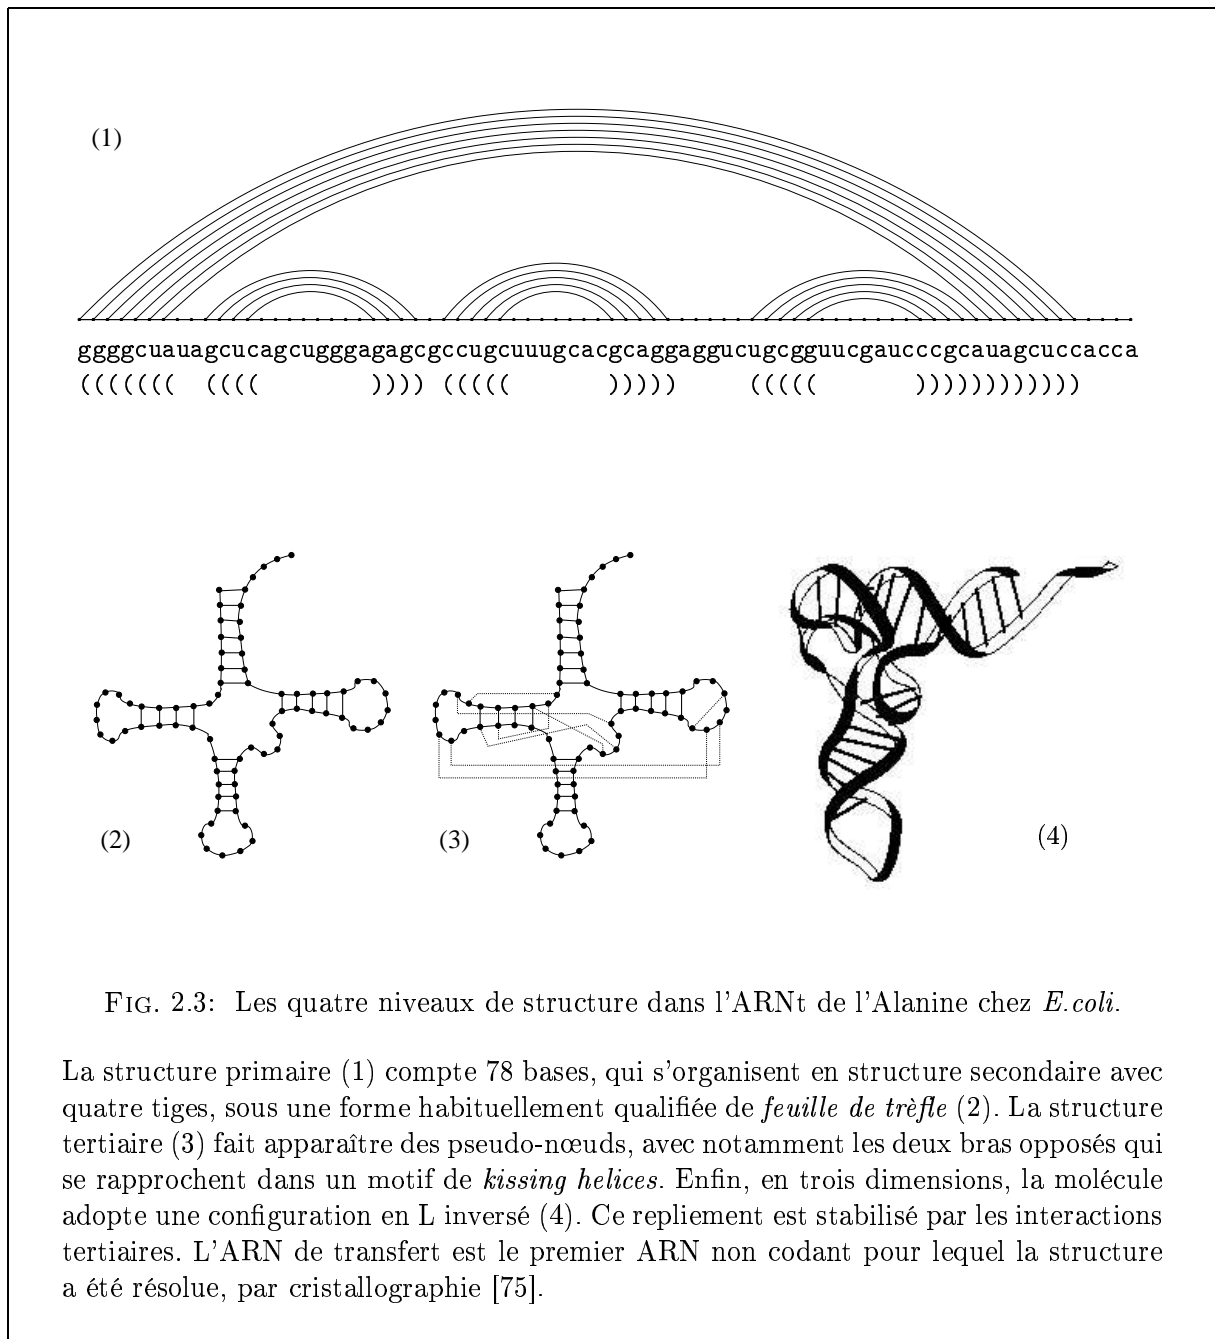 (1)
ggggcuauagcucagcugggagagcgccugcuuugcacgcaggaggucugcgguucgaucccgcauagcuccacca
((((((( (((( )))) ((((( ))))) ((((( ))))))))))))
(2) (3) (4)
FIG. 2.3: Les quatre niveaux de structure dans l'ARNt de l'Alanine chez E.coli.
La structure primaire (1) compte 78 bases, qui s'organisent en structure secondaire avec
quatre tiges, sous une forme habituellement qualifiée de feuille de trèfle (2). La structure
tertiaire (3) fait apparaître des pseudo-nœuds, avec notamment les deux bras opposés qui
se rapprochent dans un motif de kissing helices. Enfin, en trois dimensions, la molécule
adopte une configuration en L inversé (4). Ce repliement est stabilisé par les interactions
tertiaires. L'ARN de transfert est le premier ARN non codant pour lequel la structure
a été résolue, par cristallographie [75].